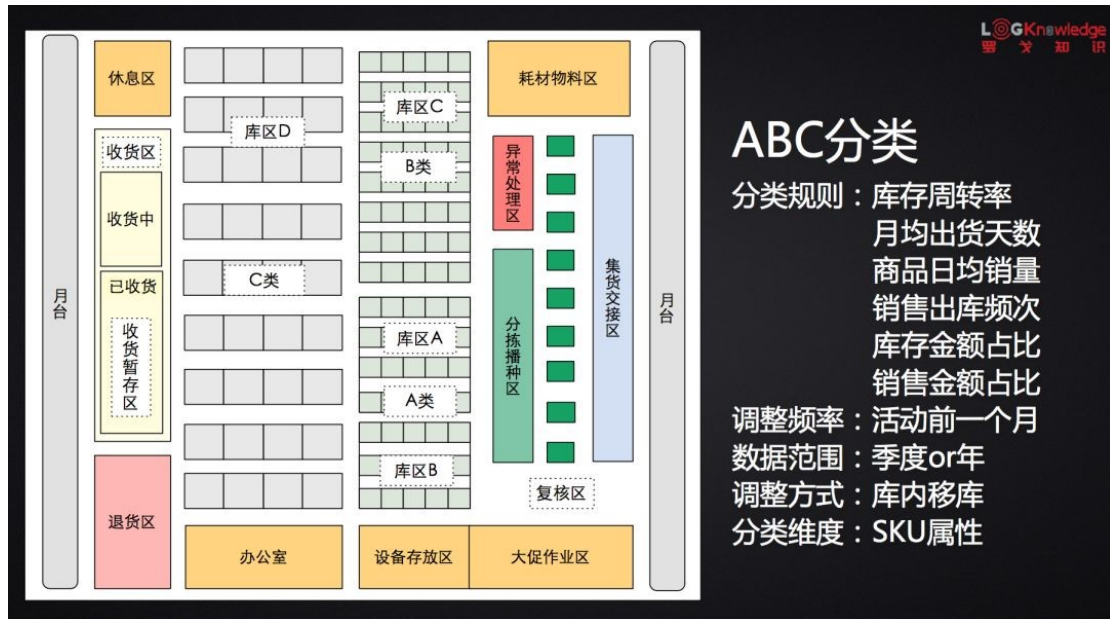 LOGKnowledge
罗戈知识
休息区
收货区
收货中
已收货
收货暂存区
退货区
月台
库区D
C类
办公室
库区C
B类
库区A
A类
库区B
设备存放区
耗材物料区
异常处理区
分拣播种区
集货交接区
复核区
大促作业区
月台
ABC分类
分类规则：库存周转率
月均出货天数
商品日均销量
销售出库频次
库存金额占比
销售金额占比
调整频率：活动前一个月
数据范围：季度or年
调整方式：库内移库
分类维度：SKU属性